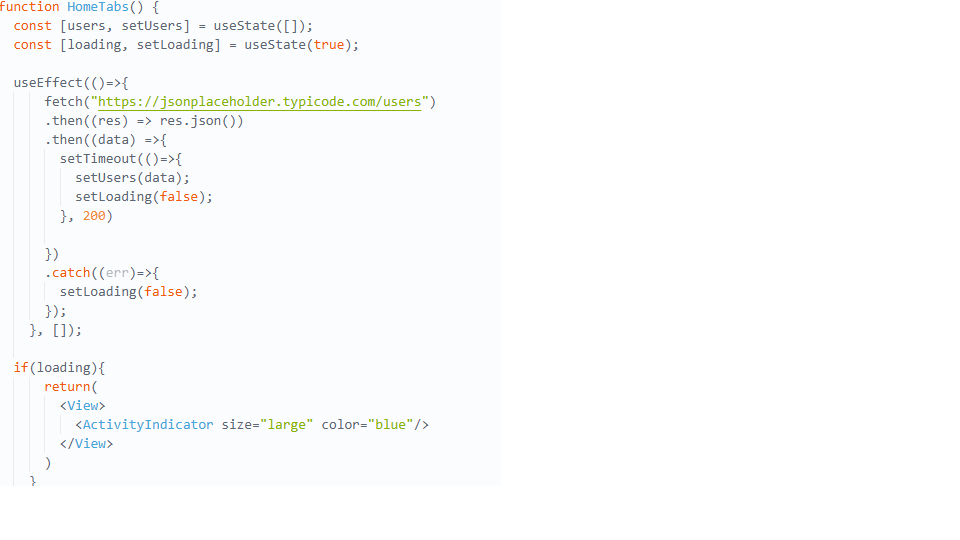 function HomeTabs() {
const [users, setUsers] = useState([]);
const [loading, setLoading] = useState(true);
useEffect(()=>{
fetch("https://jsonplaceholder.typicode.com/users")
.then((res) => res.json())
.then((data) =>{
setTimeout(()=>{
setUsers(data);
setLoading(false);
}, 200)
})
.catch((err)=>{
setLoading(false);
});
}, []);
if(loading){
return(
<View>
<ActivityIndicator size="large" color="blue"/>
</View>
)
}